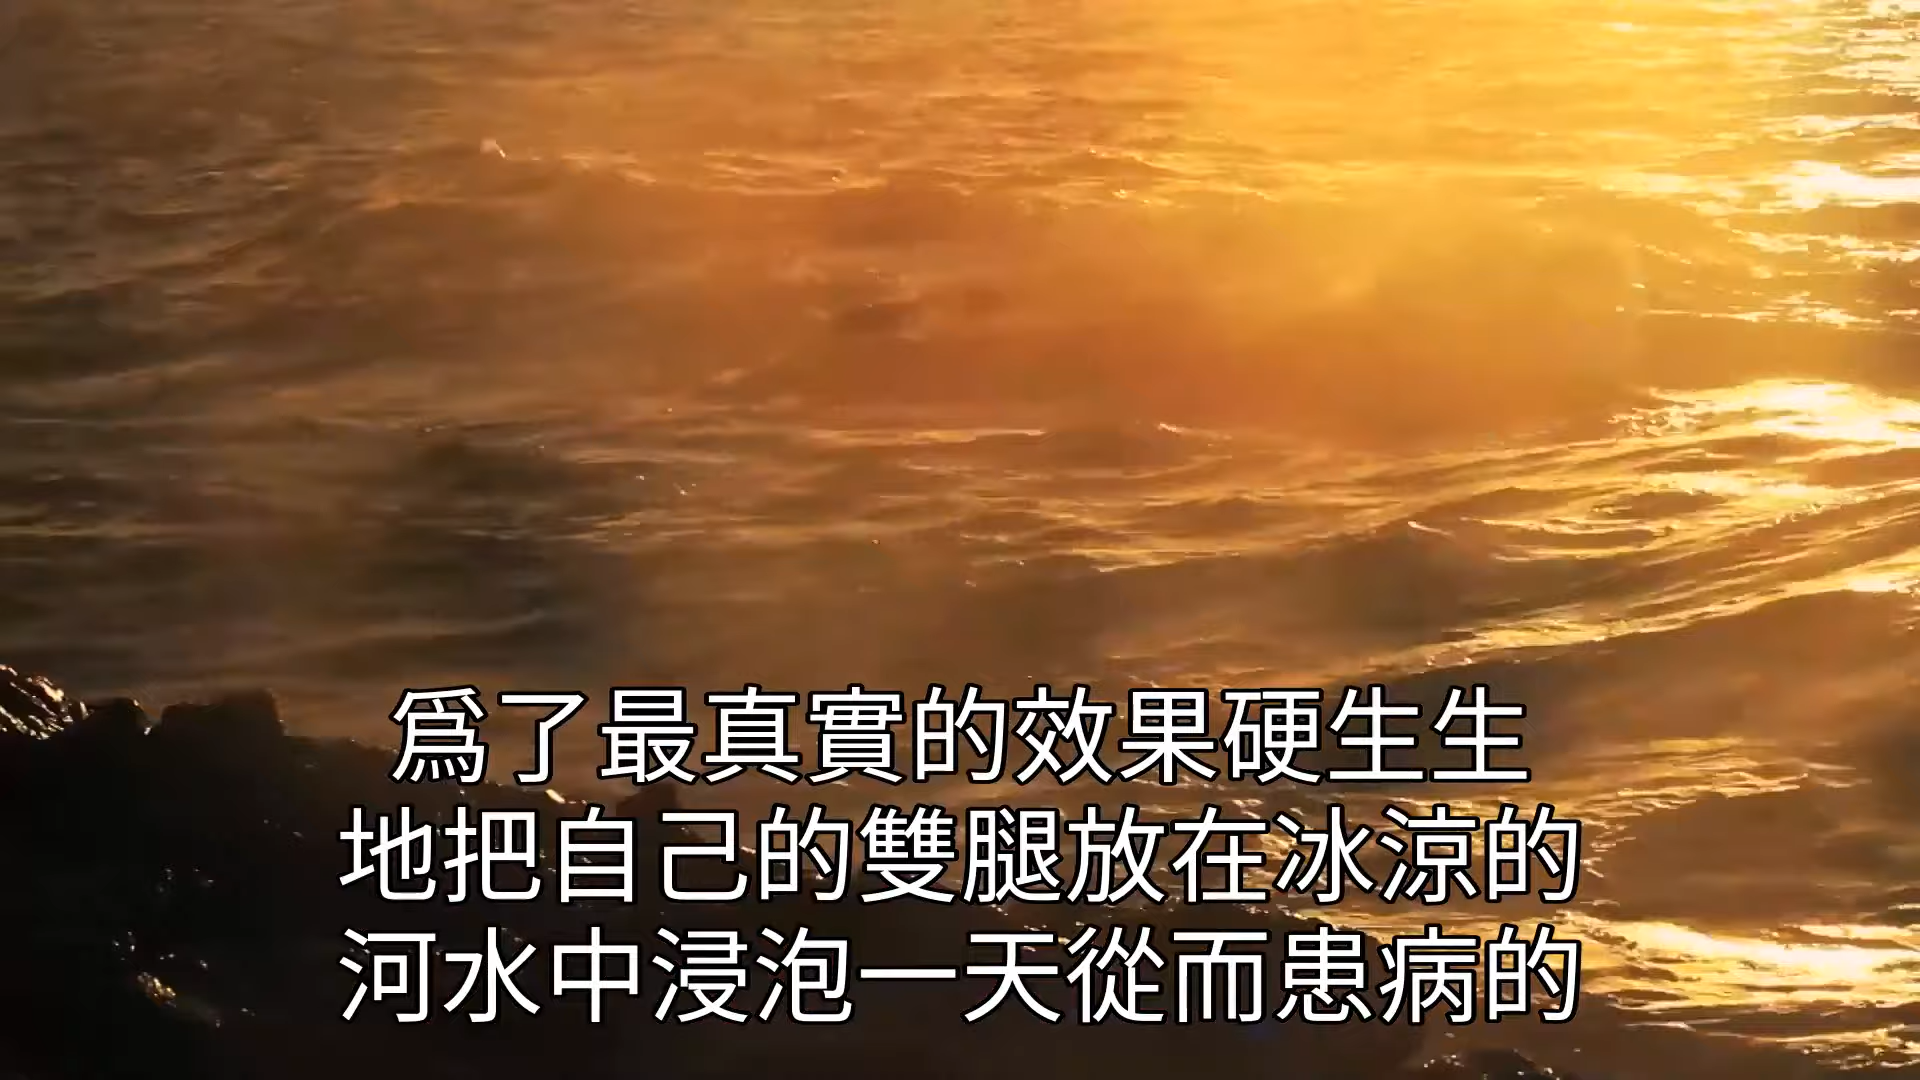 爲了最真實的效果硬生生
地把自己的雙腿放在冰涼的
河水中浸泡一天從而患病的